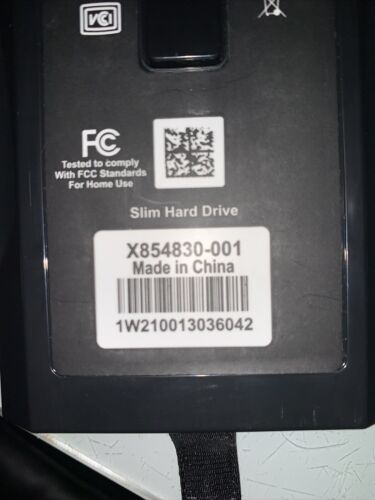 VCI
FC
Tested to comply
With FCC Standards
For Home Use
Slim Hard Drive
X854830-001
Made in China
1W210013036042